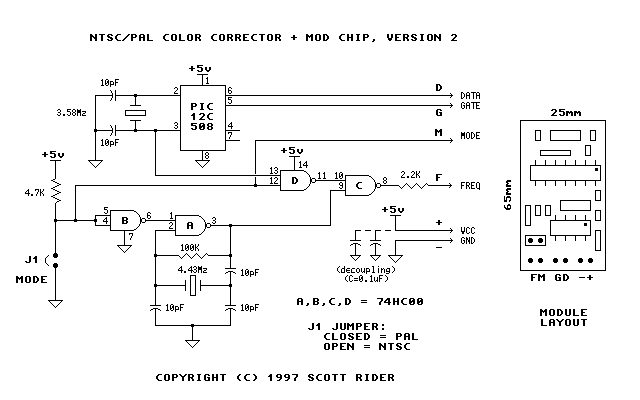 NTSC/PAL COLOR CORRECTOR + MOD CHIP, VERSION 2
+5v
1
10pF
2
6
D
DATA
5
GATE
3.58Mz
PIC
12C
508
G
25mm
3
4
7
M
MODE
10pF
8
+5v
+5v
14
13
12
D
11
10
9
C
8
2.2K
F
FREQ
4.7K
65mm
5
4
B
6
7
1
2
A
3
+5v
+
VCC
GND
–
100K
J1
MODE
4.43Mz
10pF
(decoupling)
(C=0.1uF)
FM GD -+
10pF
10pF
A,B,C,D = 74HC00
MODULE
LAYOUT
J1 JUMPER:
CLOSED = PAL
OPEN = NTSC
COPYRIGHT (C) 1997 SCOTT RIDER